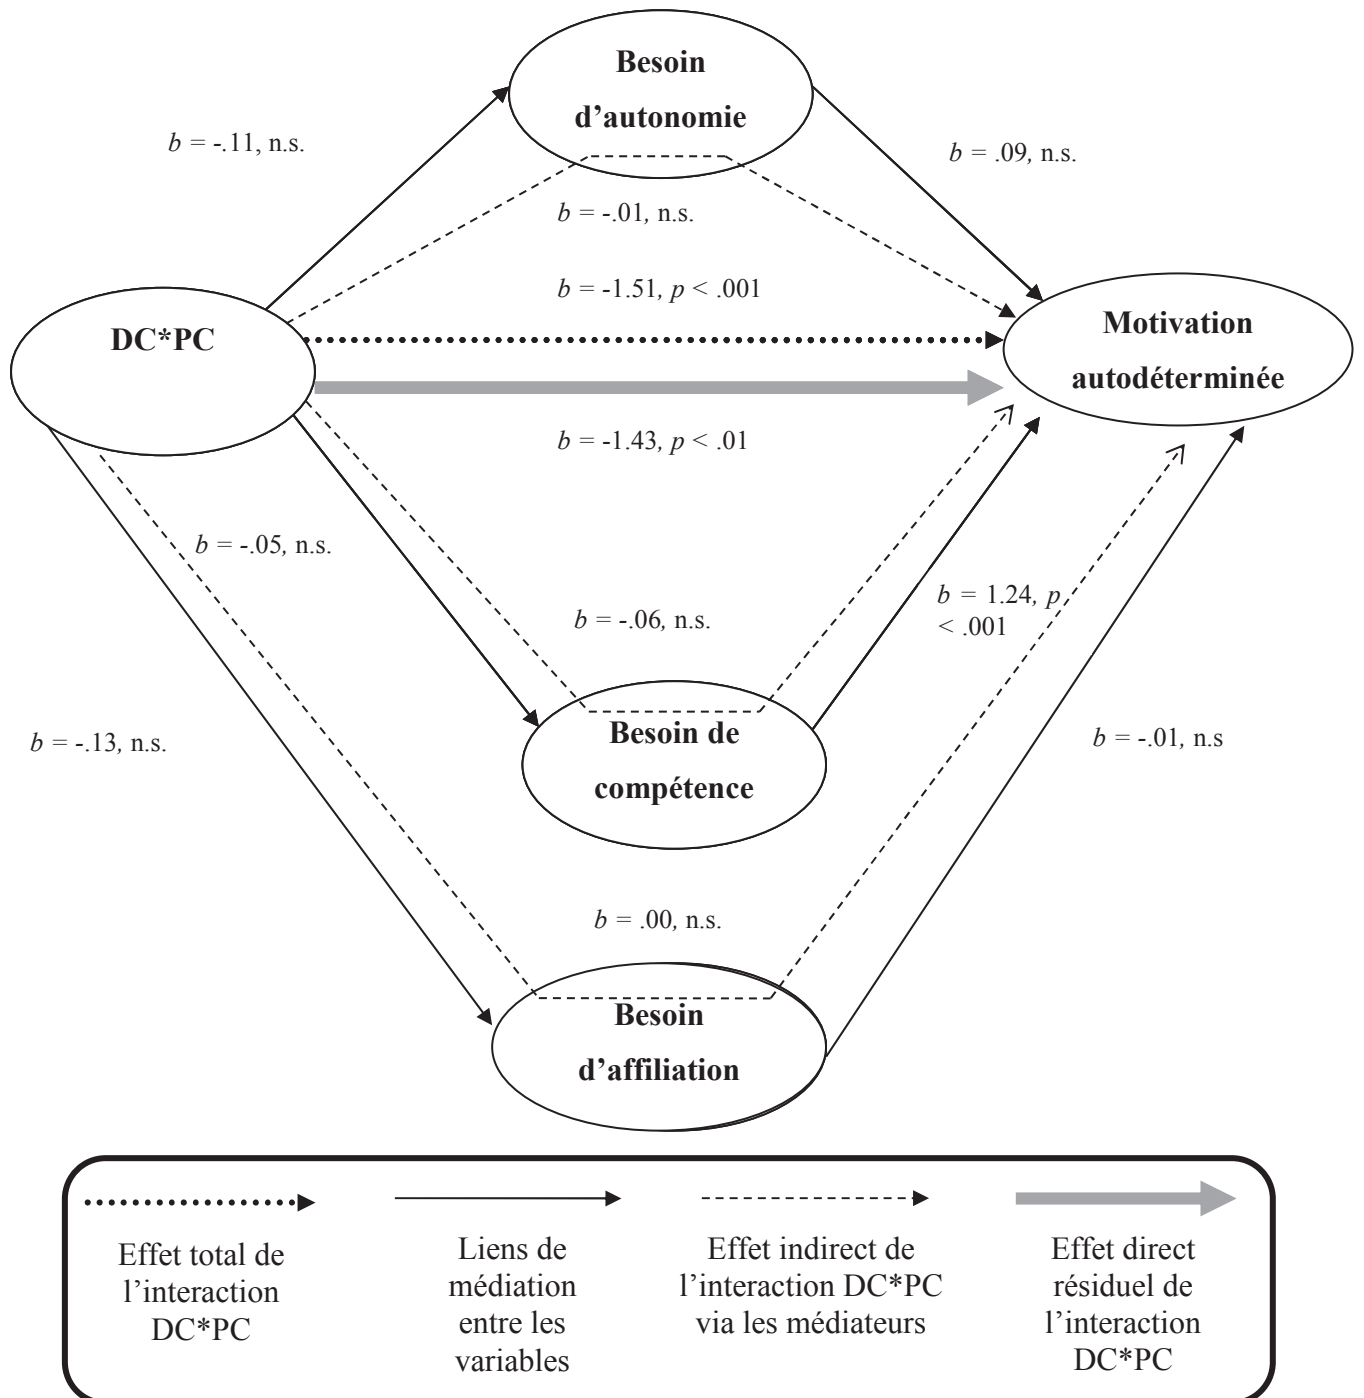 Besoin
d'autonomie
b = -.11, n.s.
b = .09, n.s.
b = -.01, n.s.
b = -1.51, p < .001
DC*PC
Motivation
autodéterminée
b = -1.43, p < .01
b = -.05, n.s.
b = -.06, n.s.
b = 1.24, p
< .001
Besoin de
compétence
b = -.13, n.s.
b = -.01, n.s
b = .00, n.s.
Besoin
d'affiliation
Effet total de
l'interaction
DC*PC
Liens de
médiation
entre les
variables
Effet indirect de
l'interaction DC*PC
via les médiateurs
Effet direct
résiduel de
l'interaction
DC*PC